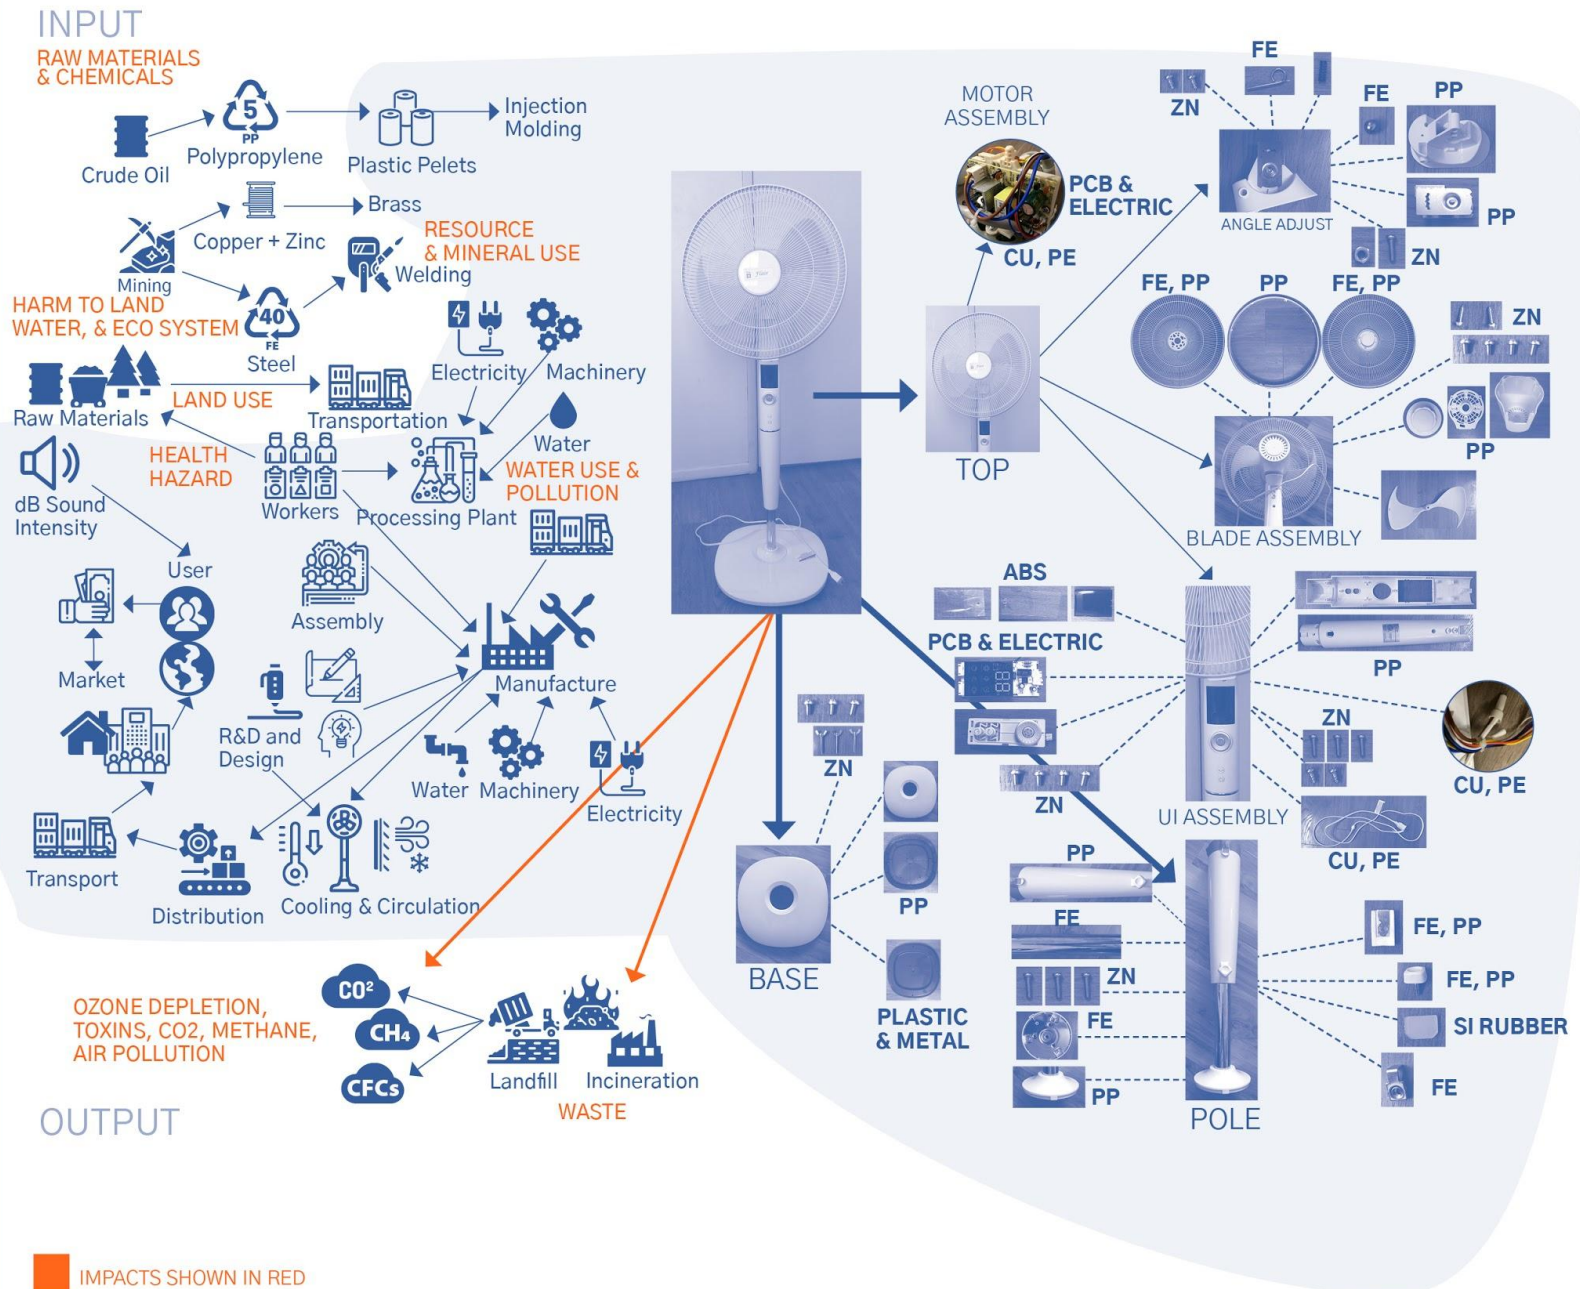 INPUT
RAW MATERIALS
& CHEMICALS
Crude Oil
5
PP
Polypropylene
Plastic Pelets
Injection
Molding
Mining
Copper + Zinc
Brass
RESOURCE
& MINERAL USE
Welding
HARM TO LAND
WATER, & ECO SYSTEM
40
FE
Steel
Raw Materials
LAND USE
Transportation
Electricity
Machinery
Water
HEALTH
HAZARD
Workers
Processing Plant
WATER USE &
POLLUTION
dB Sound
Intensity
User
Assembly
Market
R&D and
Design
Manufacture
Water
Machinery
Electricity
Transport
Distribution
Cooling & Circulation
OZONE DEPLETION,
TOXINS, CO2, METHANE,
AIR POLLUTION
CO²
CH4
CFCs
Landfill
Incineration
WASTE
OUTPUT
IMPACTS SHOWN IN RED
MOTOR
ASSEMBLY
PCB &
ELECTRIC
CU, PE
TOP
ZN
FE
FE
PP
PP
ZN
ANGLE ADJUST
FE, PP
PP
FE, PP
ZN
PP
BLADE ASSEMBLY
ABS
PCB & ELECTRIC
ZN
PP
ZN
CU, PE
CU, PE
UI ASSEMBLY
ZN
PP
PLASTIC
& METAL
BASE
PP
FE
ZN
FE
PP
FE, PP
FE, PP
SI RUBBER
FE
POLE